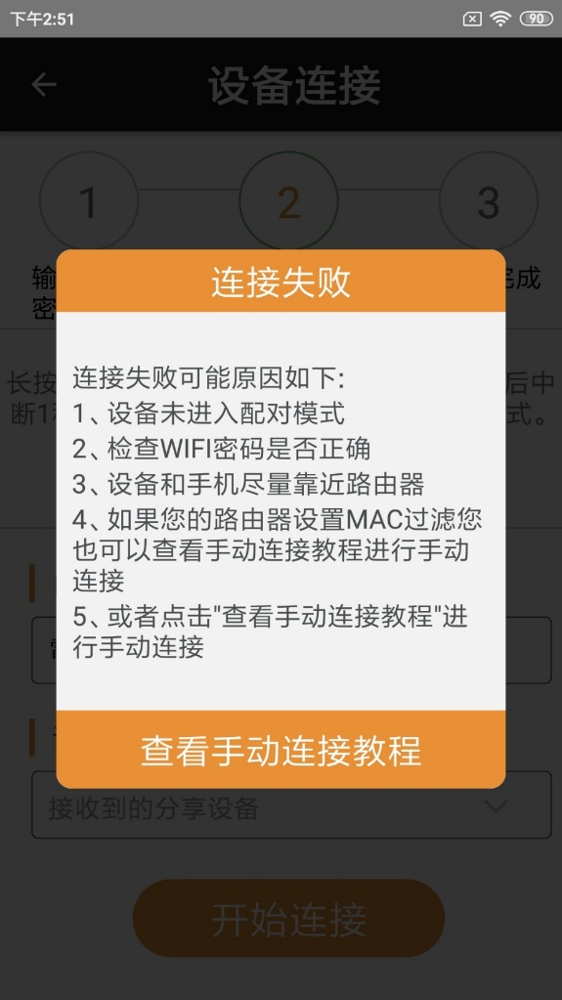 下午2:51
90
设备连接
1
2
3
输
完成
密
连接失败
长按
后中
断1
式。
连接失败可能原因如下:
1、设备未进入配对模式
2、检查WIFI密码是否正确
3、设备和手机尽量靠近路由器
4、如果您的路由器设置MAC过滤您
也可以查看手动连接教程进行手动
连接
5、或者点击"查看手动连接教程"进
行手动连接
查看手动连接教程
接收到的分享设备
开始连接